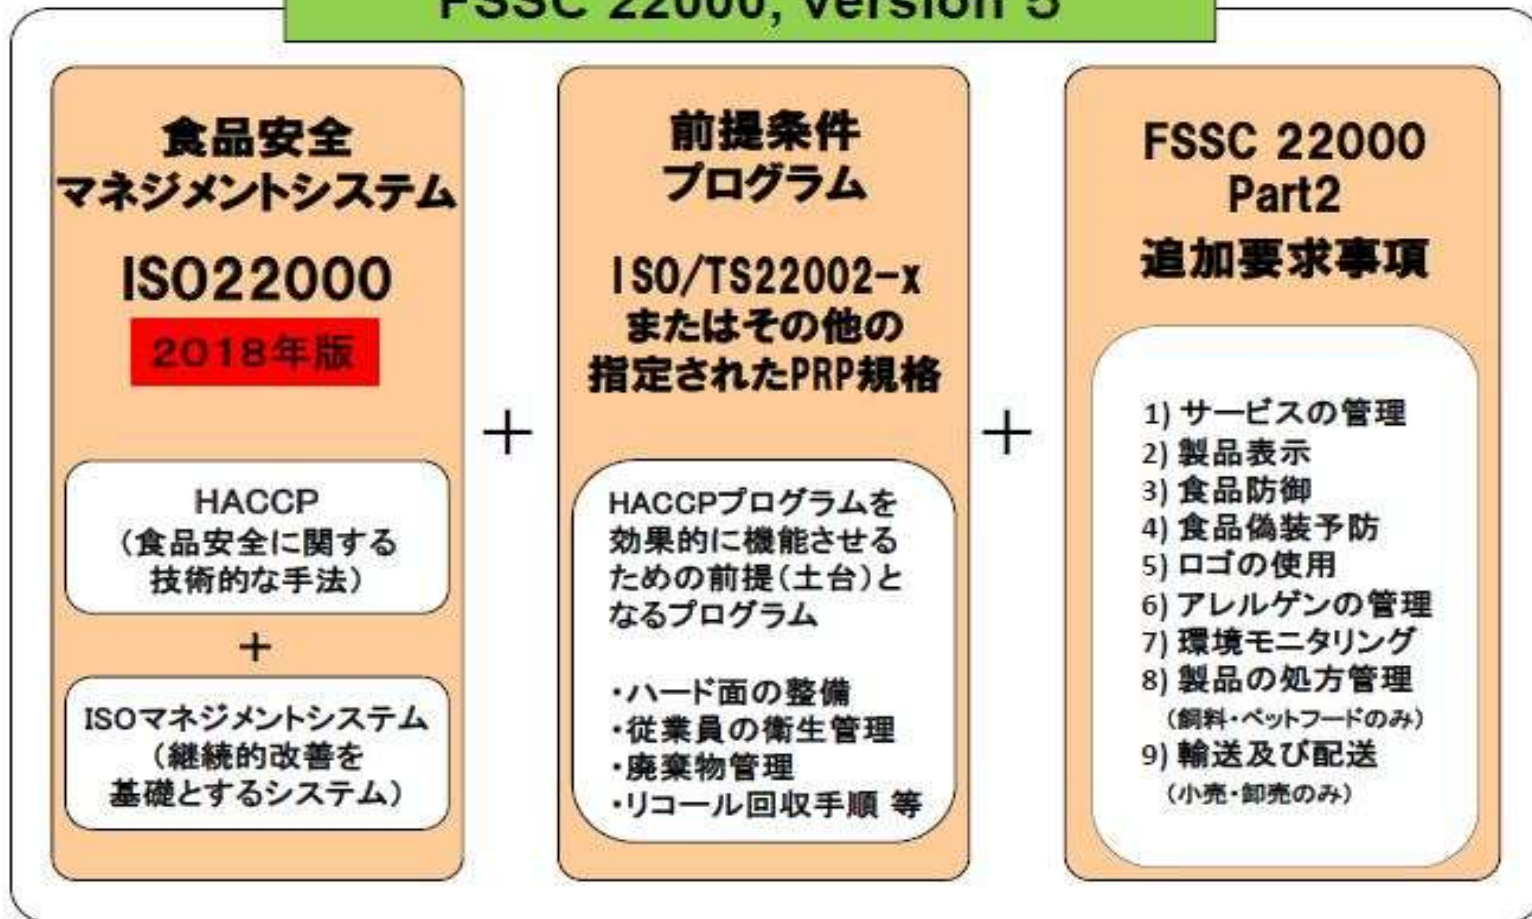 FSSC 22000, Version 5
食品安全
マネジメントシステム
ISO22000
2018年版
HACCP
(食品安全に関する
技術的な手法)
+
ISOマネジメントシステム
(継続的改善を
基礎とするシステム)
+
前提条件
プログラム
ISO/TS22002-x
またはその他の
指定されたPRP規格
HACCPプログラムを
効果的に機能させる
ための前提(土台)と
なるプログラム
・ハード面の整備
・従業員の衛生管理
・廃棄物管理
・リコール回収手順 等
+
FSSC 22000
Part2
追加要求事項
1) サービスの管理
2) 製品表示
3) 食品防御
4) 食品偽装予防
5) ロゴの使用
6) アレルゲンの管理
7) 環境モニタリング
8) 製品の処方管理
(飼料・ペットフードのみ)
9) 輸送及び配送
(小売・卸売のみ)